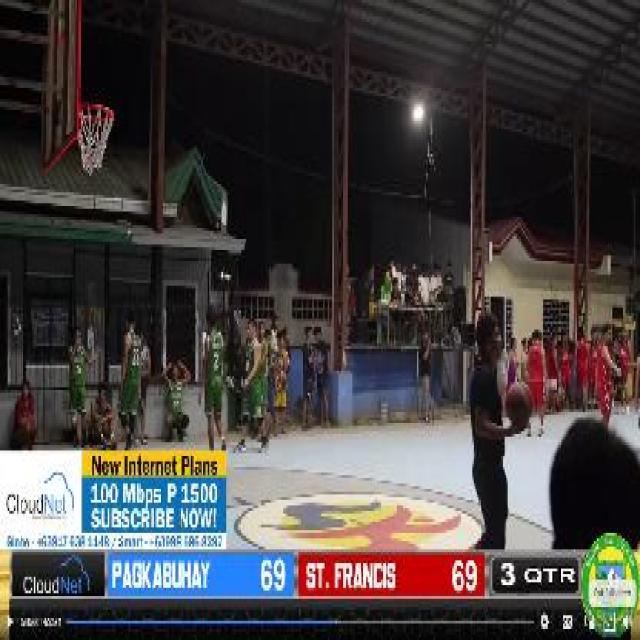 CloudNet
New Internet Plans
100 Mbps P 1500
SUBSCRIBE NOW!
CloudNet
PAGKABUHAY 69
ST. FRANCIS 69
3 QTR